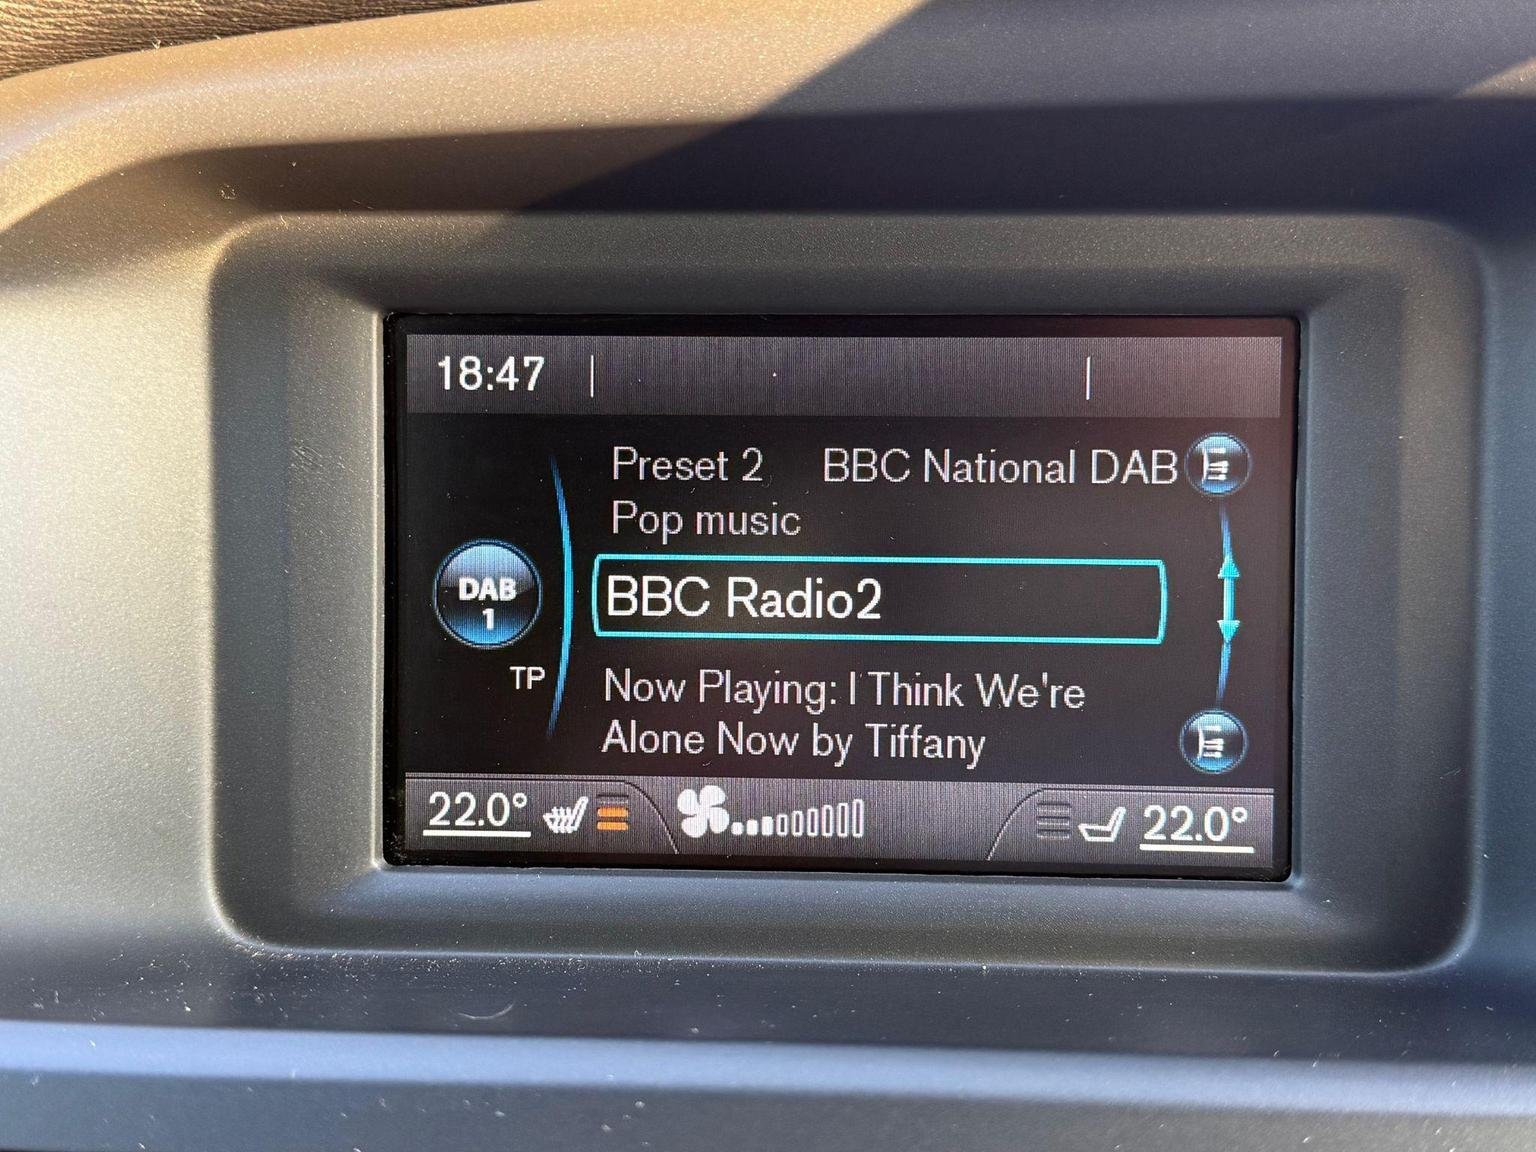 18:47
Preset 2 BBC National DAB
Pop music
DAB
1
BBC Radio2
TP
Now Playing: I Think We're
Alone Now by Tiffany
22.0° 22.0°